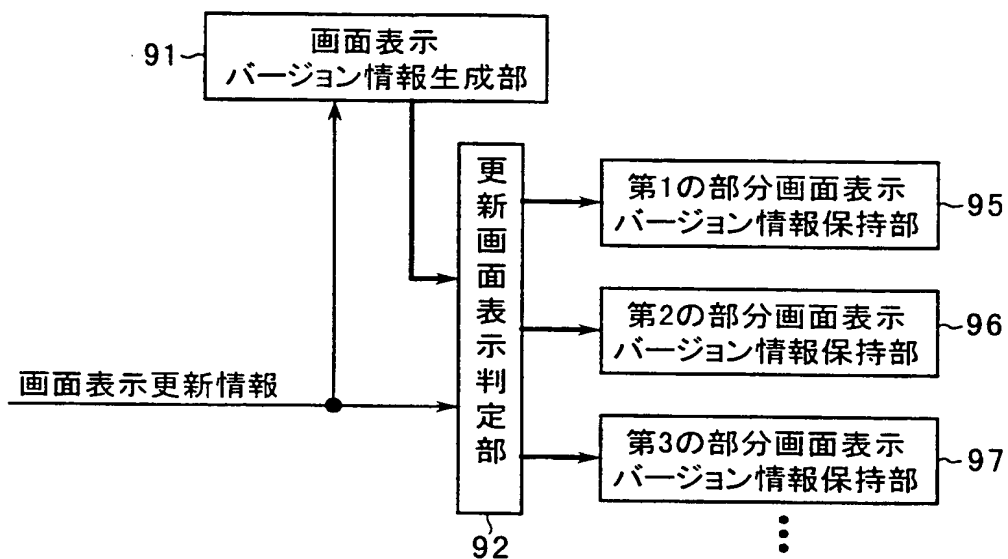 画面表示
バージョン情報生成部
91
更新画面表示判定部
92
第1の部分画面表示
バージョン情報保持部
95
第2の部分画面表示
バージョン情報保持部
96
画面表示更新情報
第3の部分画面表示
バージョン情報保持部
97